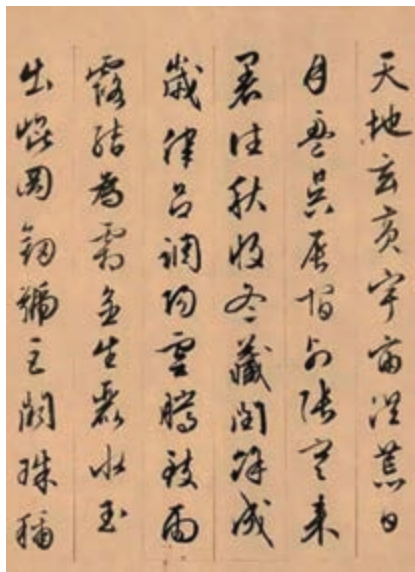 天地玄黃宇宙洪荒日
月盈昃辰宿列張寒來
暑往秋收冬藏閏餘成
歲律呂調陽雲騰致雨
露結為霜金生麗水玉
出崑岡劍號巨闕珠稱